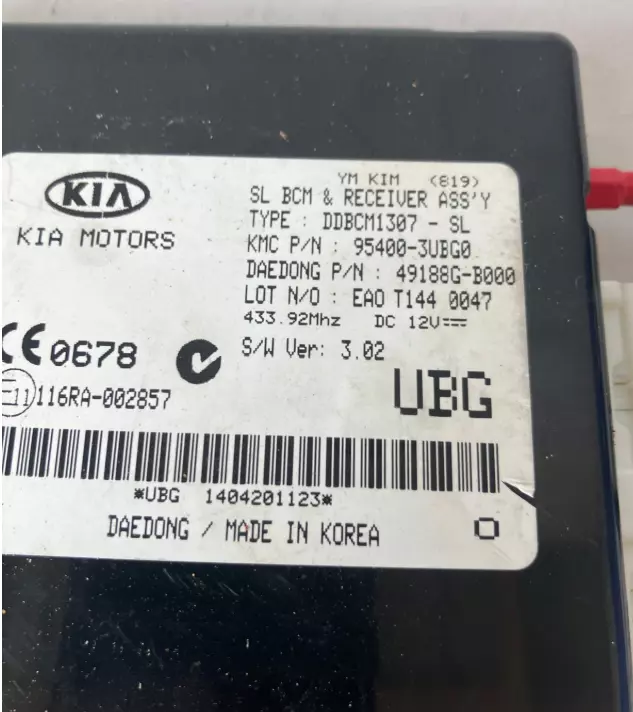 YM KIM (819)
KIA
KIA MOTORS
SL BCM & RECEIVER ASS'Y
TYPE : DDBCM1307 - SL
KMC P/N : 95400-3UBG0
DAEDONG P/N : 49188G-B000
LOT N/O : EAO T144 0047
433.92Mhz DC 12V
S/W Ver: 3.02
CE 0678
11 116RA-002857
UBG
*UBG 1404201123*
DAEDONG / MADE IN KOREA
O